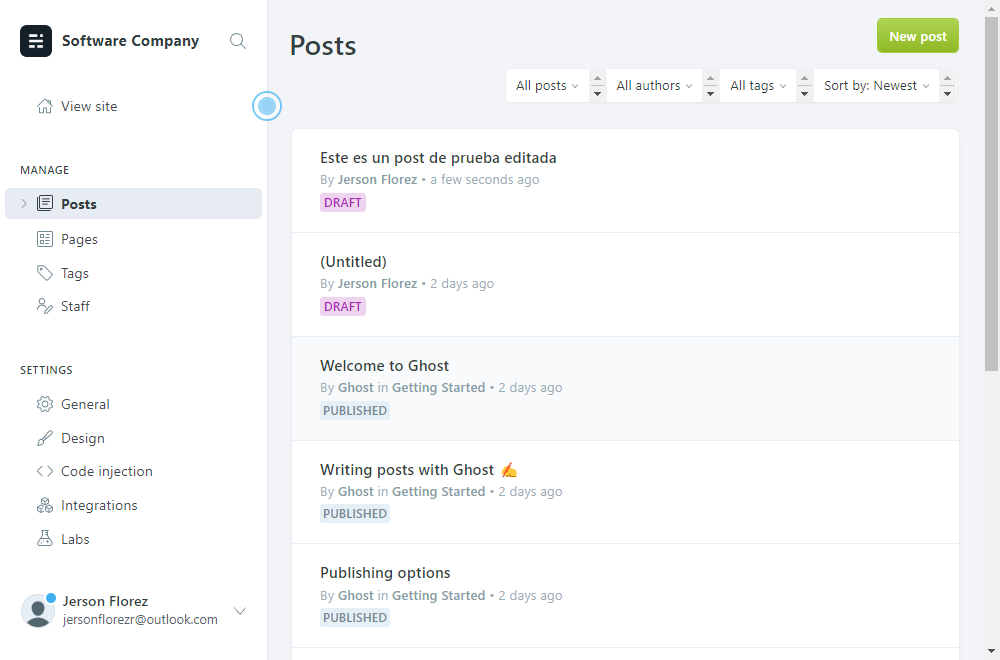 Software Company
View site
MANAGE
Posts
Pages
Tags
Staff
SETTINGS
General
Design
Code injection
Integrations
Labs
Jerson Florez
jersonflorezr@outlook.com
Posts
New post
All posts
All authors
All tags
Sort by: Newest
Este es un post de prueba editada
By Jerson Florez • a few seconds ago
DRAFT
(Untitled)
By Jerson Florez • 2 days ago
DRAFT
Welcome to Ghost
By Ghost in Getting Started • 2 days ago
PUBLISHED
Writing posts with Ghost ✍️
By Ghost in Getting Started • 2 days ago
PUBLISHED
Publishing options
By Ghost in Getting Started • 2 days ago
PUBLISHED